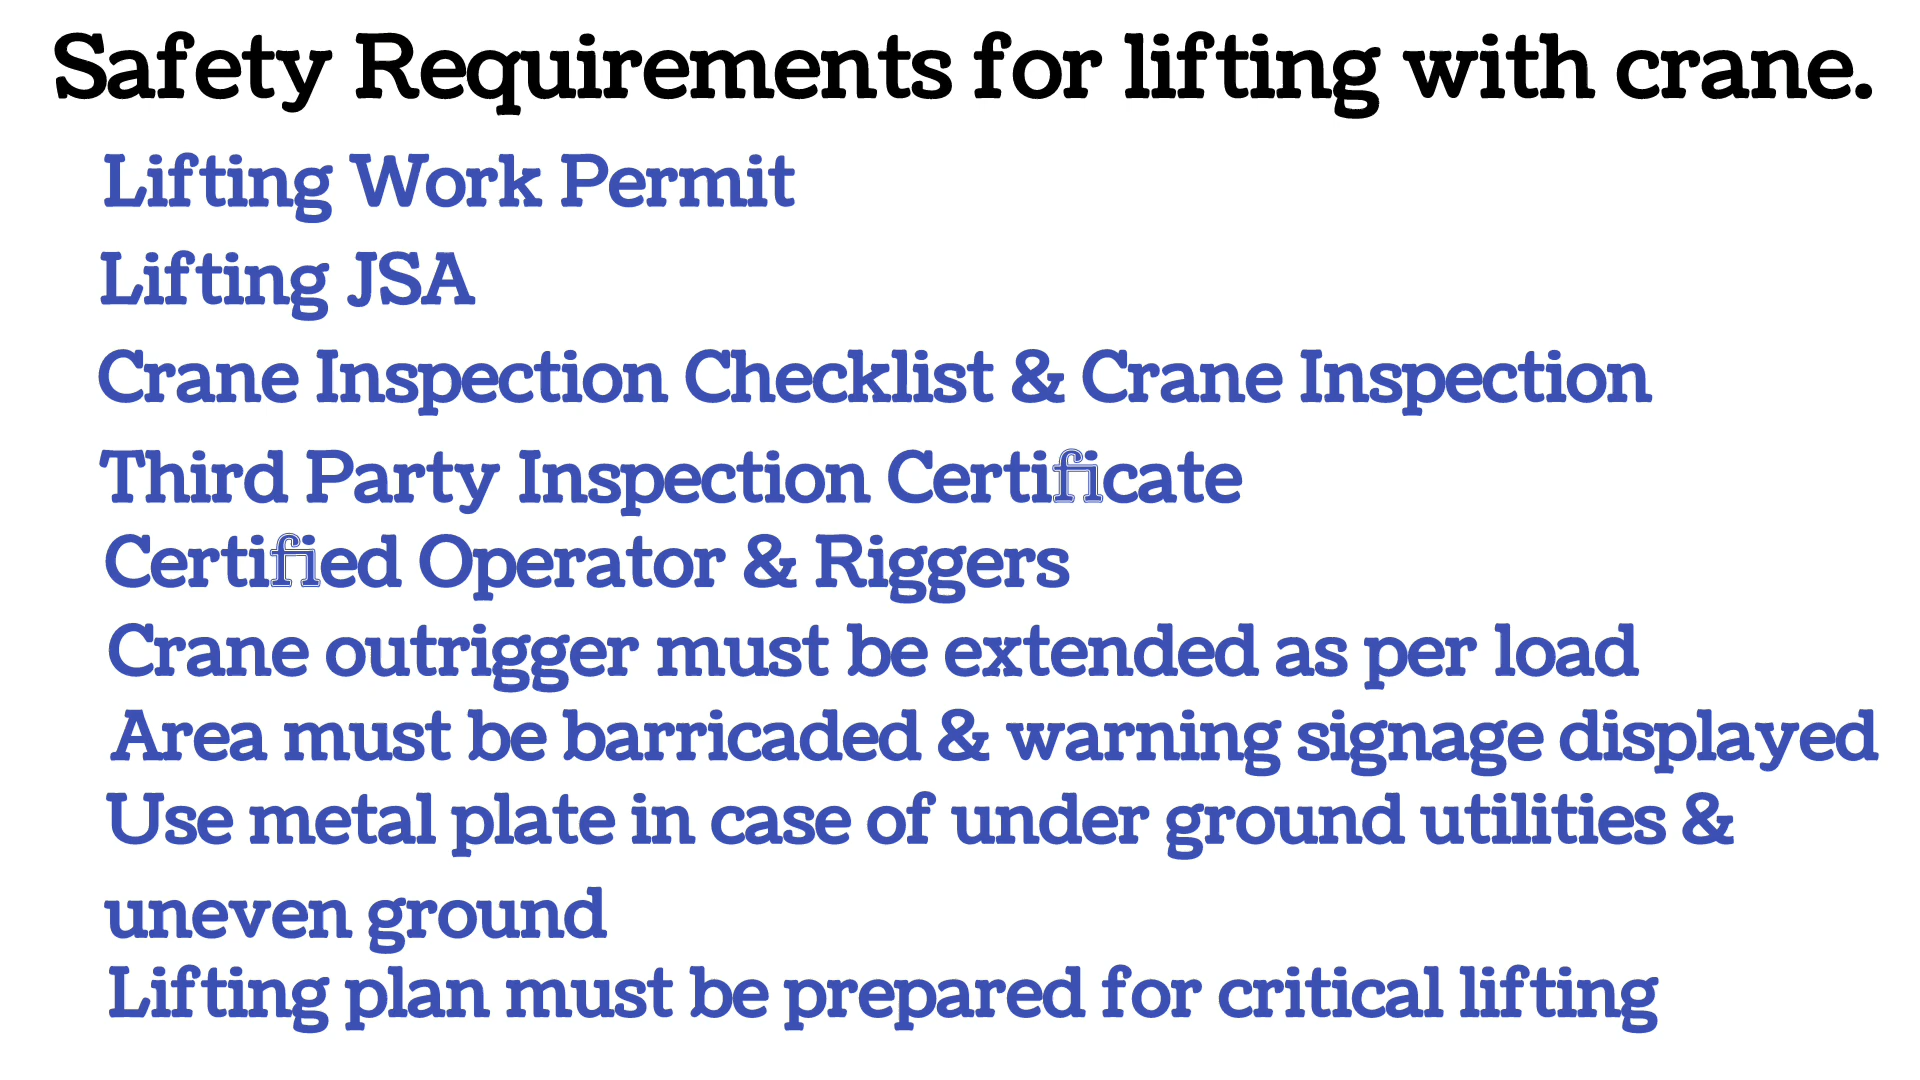 Safety Requirements for lifting with crane.
Lifting Work Permit
Lifting JSA
Crane Inspection Checklist & Crane Inspection
Third Party Inspection Certificate
Certified Operator & Riggers
Crane outrigger must be extended as per load
Area must be barricaded & warning signage displayed
Use metal plate in case of under ground utilities &
uneven ground
Lifting plan must be prepared for critical lifting